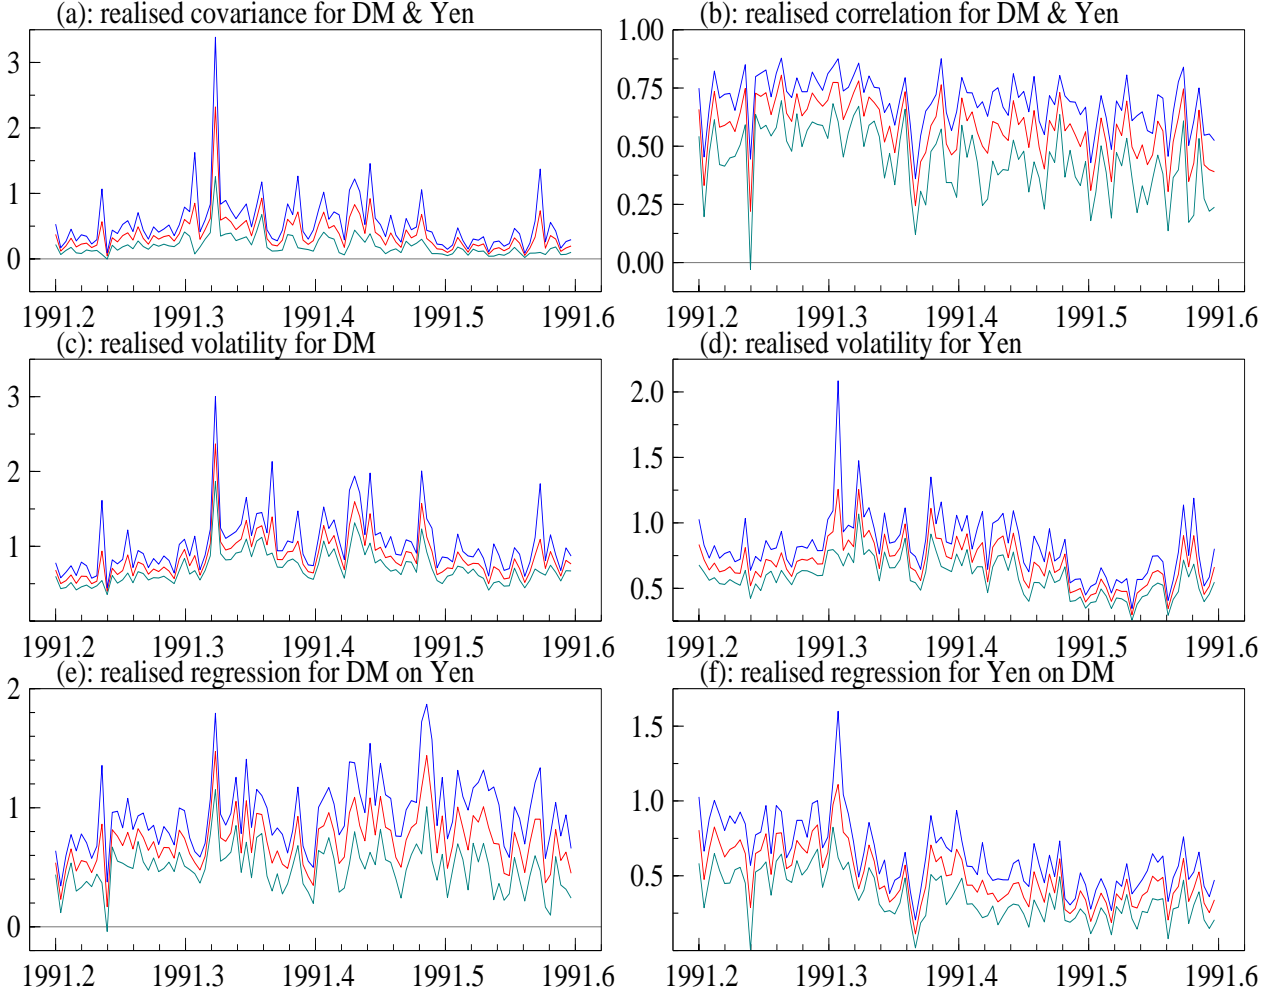 (a): realised covariance for DM & Yen
3
2
1
0
1991.2 1991.3 1991.4 1991.5 1991.6
(b): realised correlation for DM & Yen
1.00
0.75
0.50
0.25
0.00
1991.2 1991.3 1991.4 1991.5 1991.6
(c): realised volatility for DM
3
2
1
1991.2 1991.3 1991.4 1991.5 1991.6
(d): realised volatility for Yen
2.0
1.5
1.0
0.5
1991.2 1991.3 1991.4 1991.5 1991.6
(e): realised regression for DM on Yen
2
1
0
1991.2 1991.3 1991.4 1991.5 1991.6
(f): realised regression for Yen on DM
1.5
1.0
0.5
1991.2 1991.3 1991.4 1991.5 1991.6